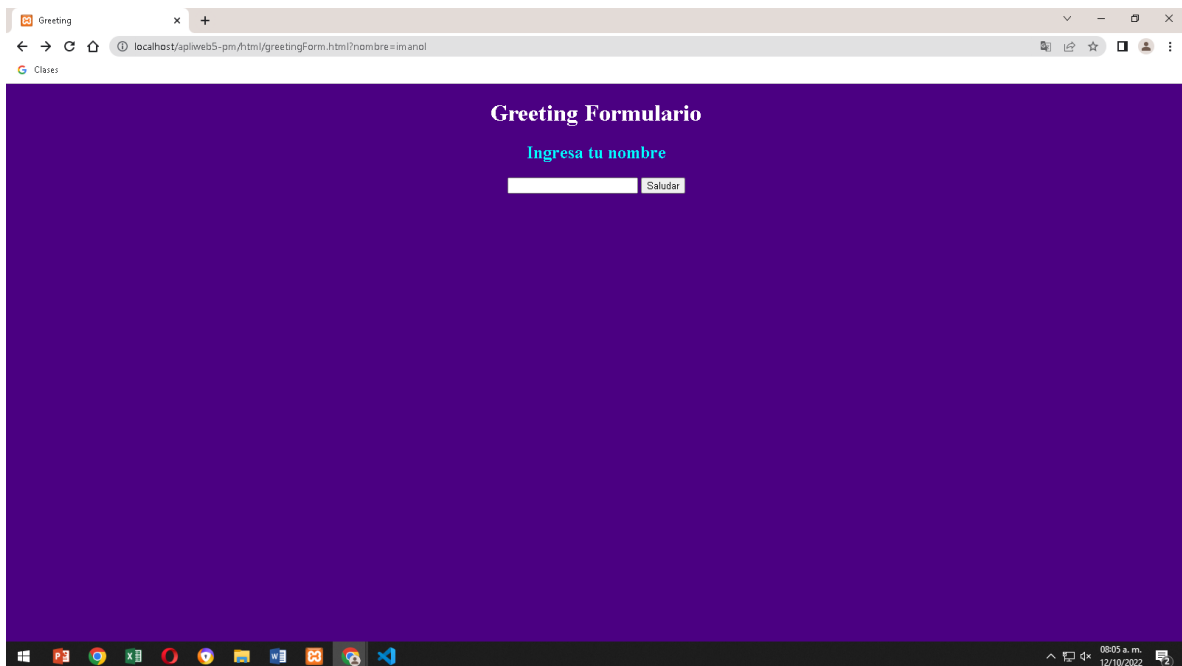 Greeting
localhost/apliweb5-pm/html/greetingForm.html?nombre=imanol
Clases
Greeting Formulario
Ingresa tu nombre
Saludar
08:05 a. m.
12/10/2022
2